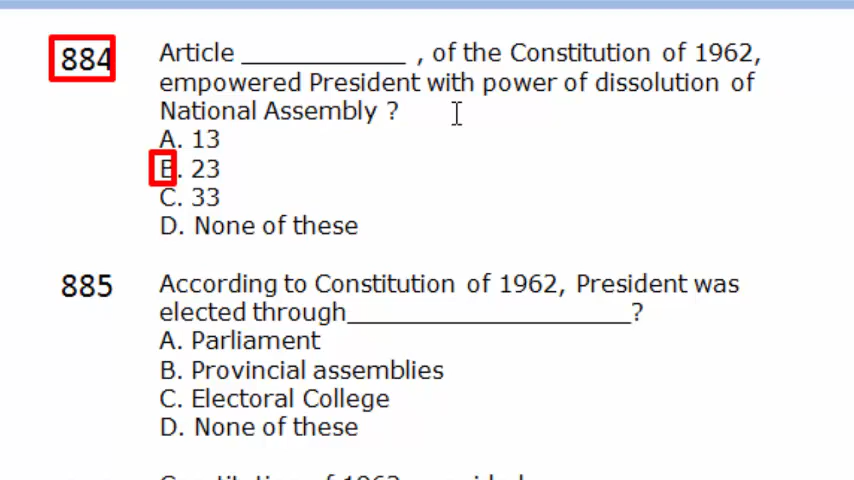 884 Article ____________ , of the Constitution of 1962,
empowered President with power of dissolution of
National Assembly ?
A. 13
B. 23
C. 33
D. None of these
885 According to Constitution of 1962, President was
elected through______________________?
A. Parliament
B. Provincial assemblies
C. Electoral College
D. None of these